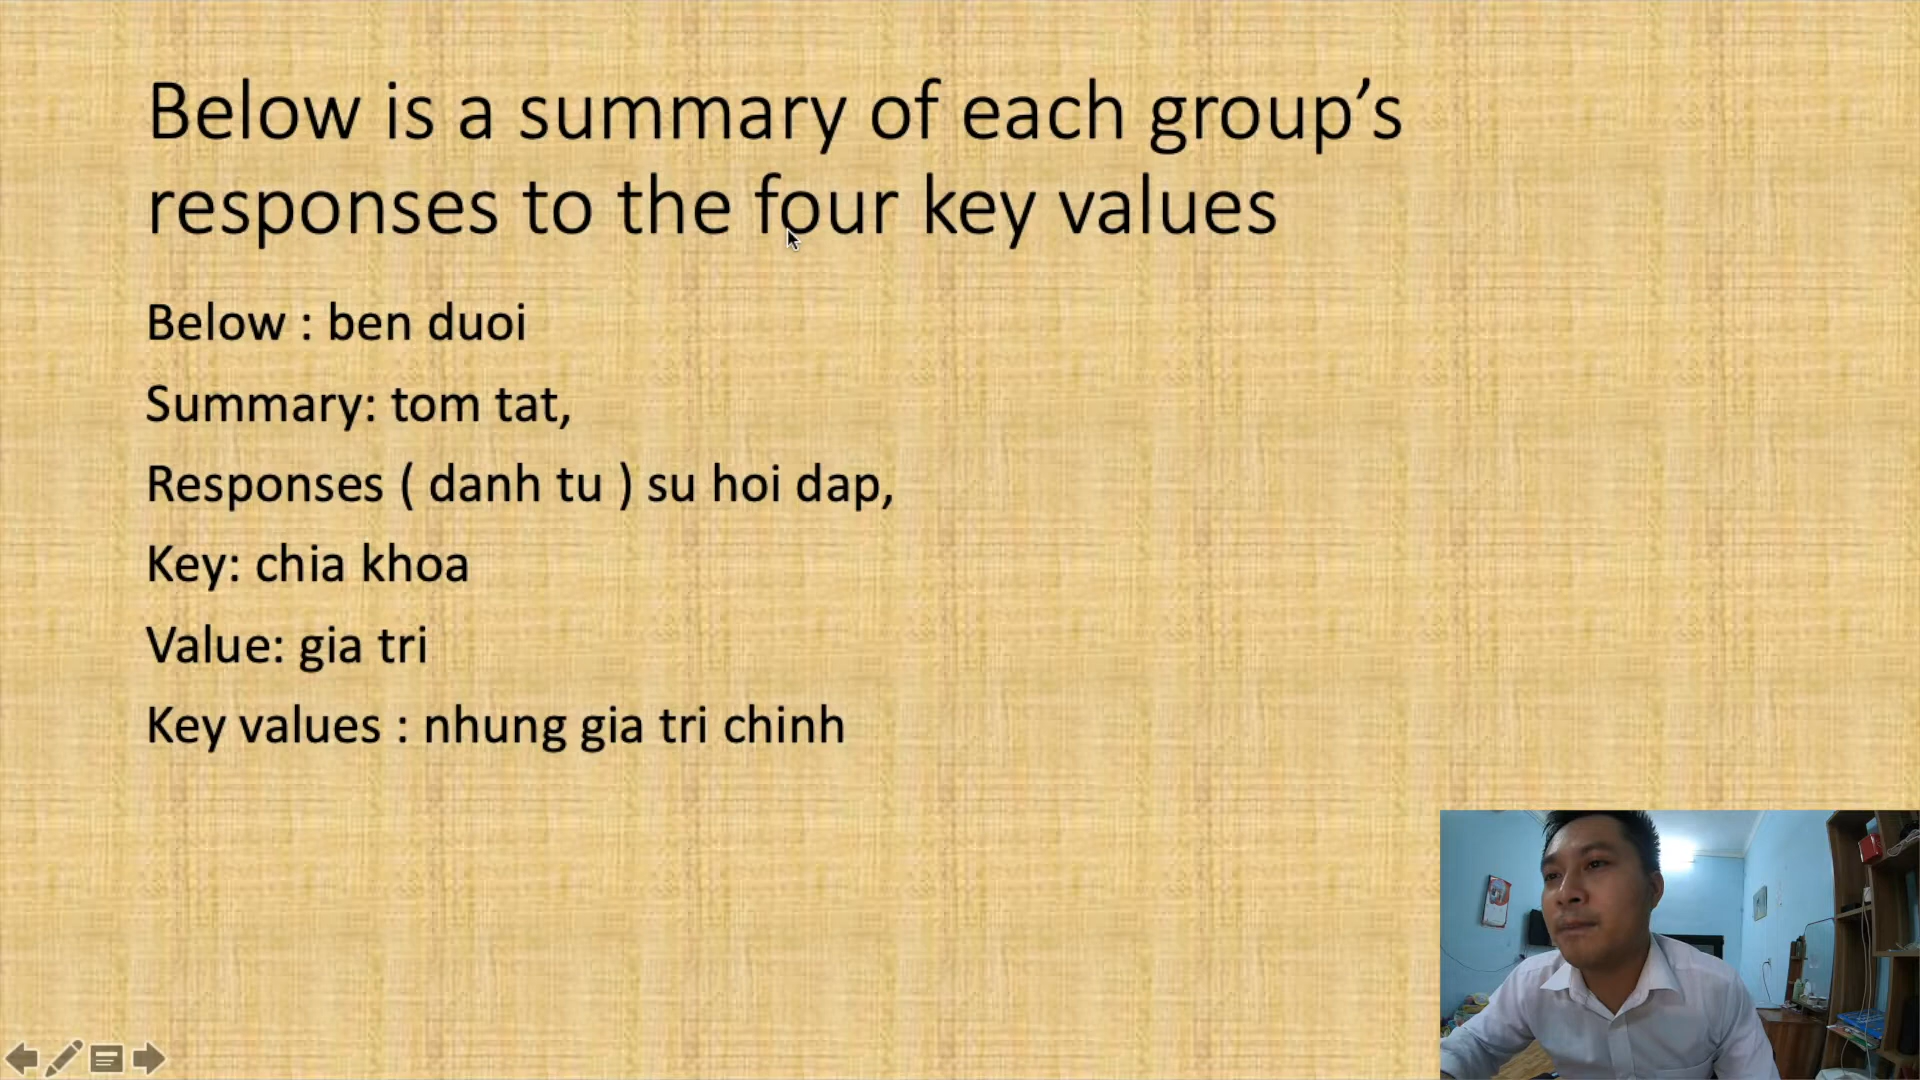 Below is a summary of each group’s
responses to the four key values
Below : ben duoi
Summary: tom tat,
Responses ( danh tu ) su hoi dap,
Key: chia khoa
Value: gia tri
Key values : nhung gia tri chinh